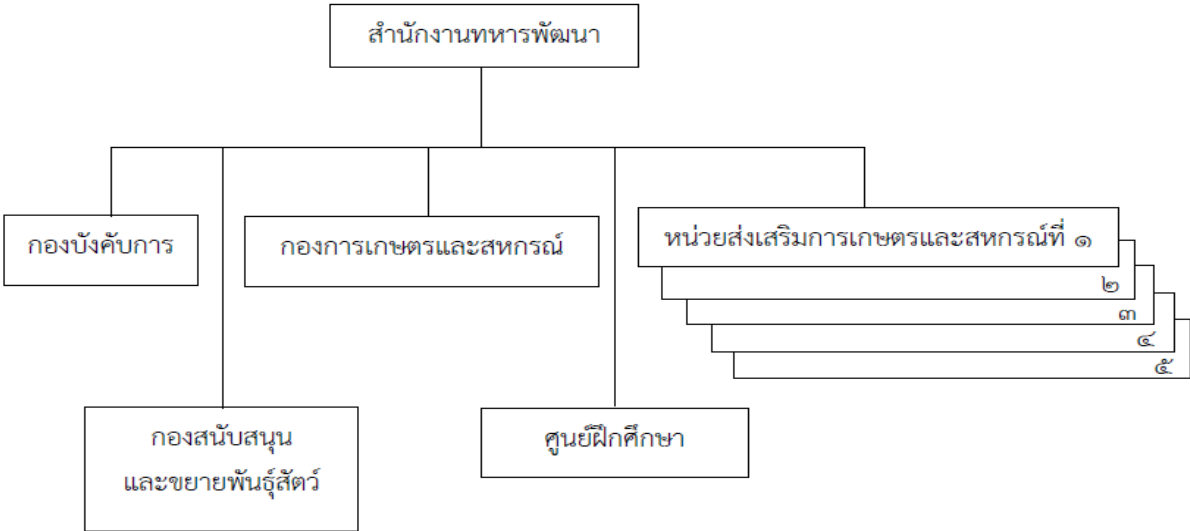 สำนักงานทหารพัฒนา
กองบังคับการ
กองการเกษตรและสหกรณ์
หน่วยส่งเสริมการเกษตรและสหกรณ์ที่ ๑
๒
๓
๔
๕
กองสนับสนุน
และขยายพันธุ์สัตว์
ศูนย์ฝึกศึกษา